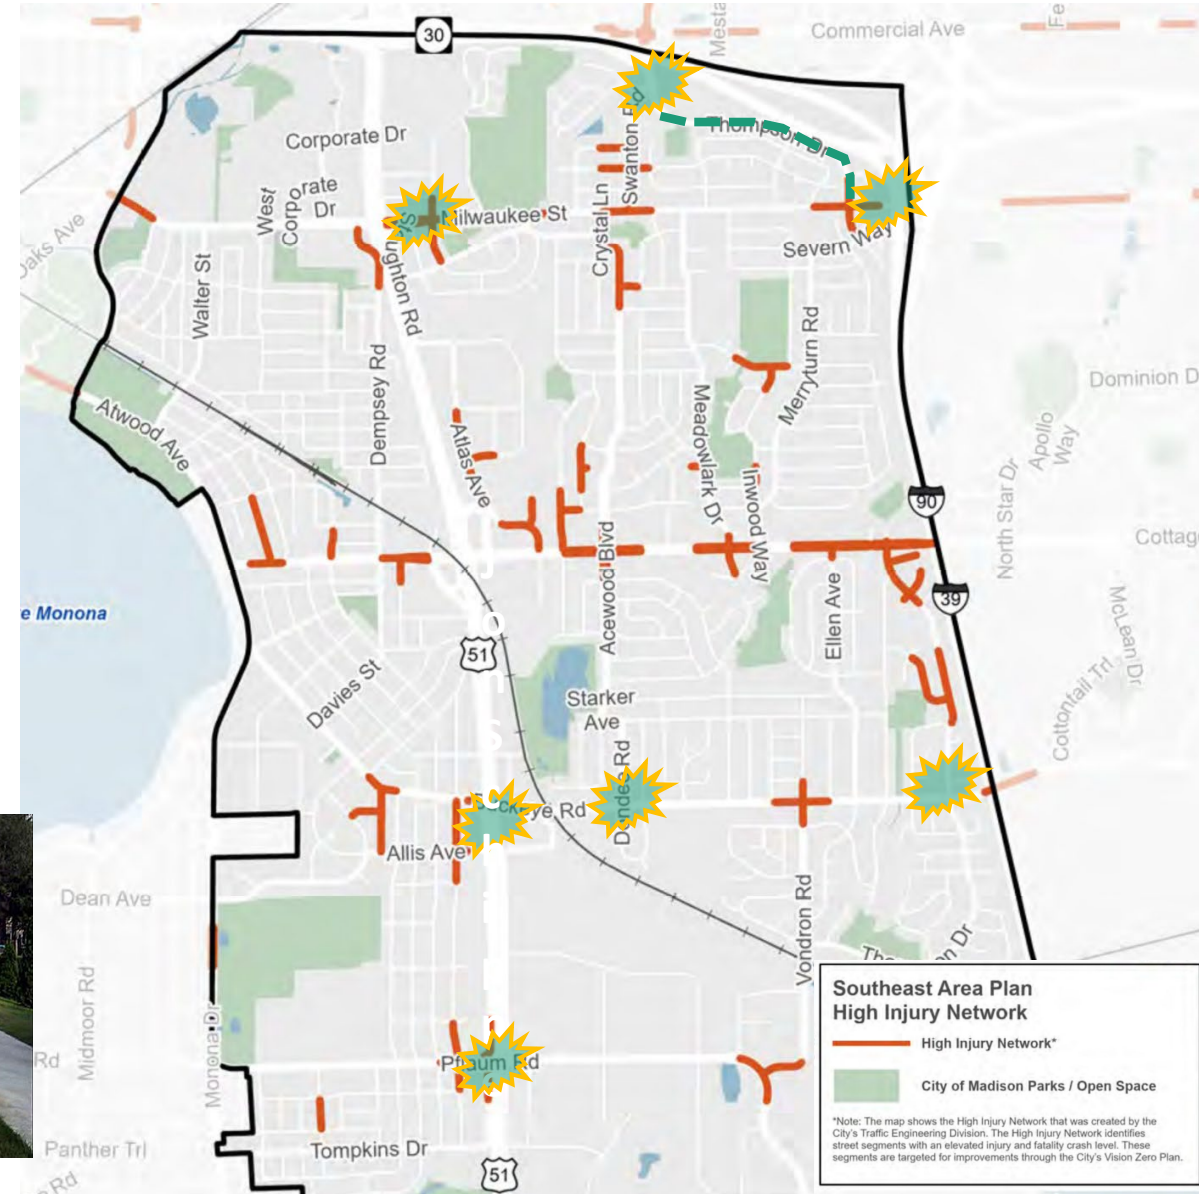 30
Commercial Ave
Mesta
Fe
Corporate Dr
Swanton Rd
Thompson Dr
West
Corporate
Dr
Milwaukee St
Crystal Ln
Severn Way
Oaks Ave
Walter St
Merryturn Rd
Dempsey Rd
Dominion D
Atwood Ave
Atlas Ave
Meadowlark Dr
Inwood Way
Apollo
Way
North Star Dr
90
Cottag
Acewood Blvd
Ellen Ave
39
McLean Dr
e Monona
51
Davies St
Starker
Ave
Cottontail Trl
Dondee Rd
Buckeye Rd
Allis Ave
Dean Ave
Vondron Rd
Midmoor Rd
Monona Dr
Rd
Pflaum Rd
Panther Trl
Tompkins Dr
51
Rd
Southeast Area Plan
High Injury Network
High Injury Network*
City of Madison Parks / Open Space
*Note: The map shows the High Injury Network that was created by the
City's Traffic Engineering Division. The High Injury Network identifies
street segments with an elevated injury and fatality crash level. These
segments are targeted for improvements through the City's Vision Zero Plan.